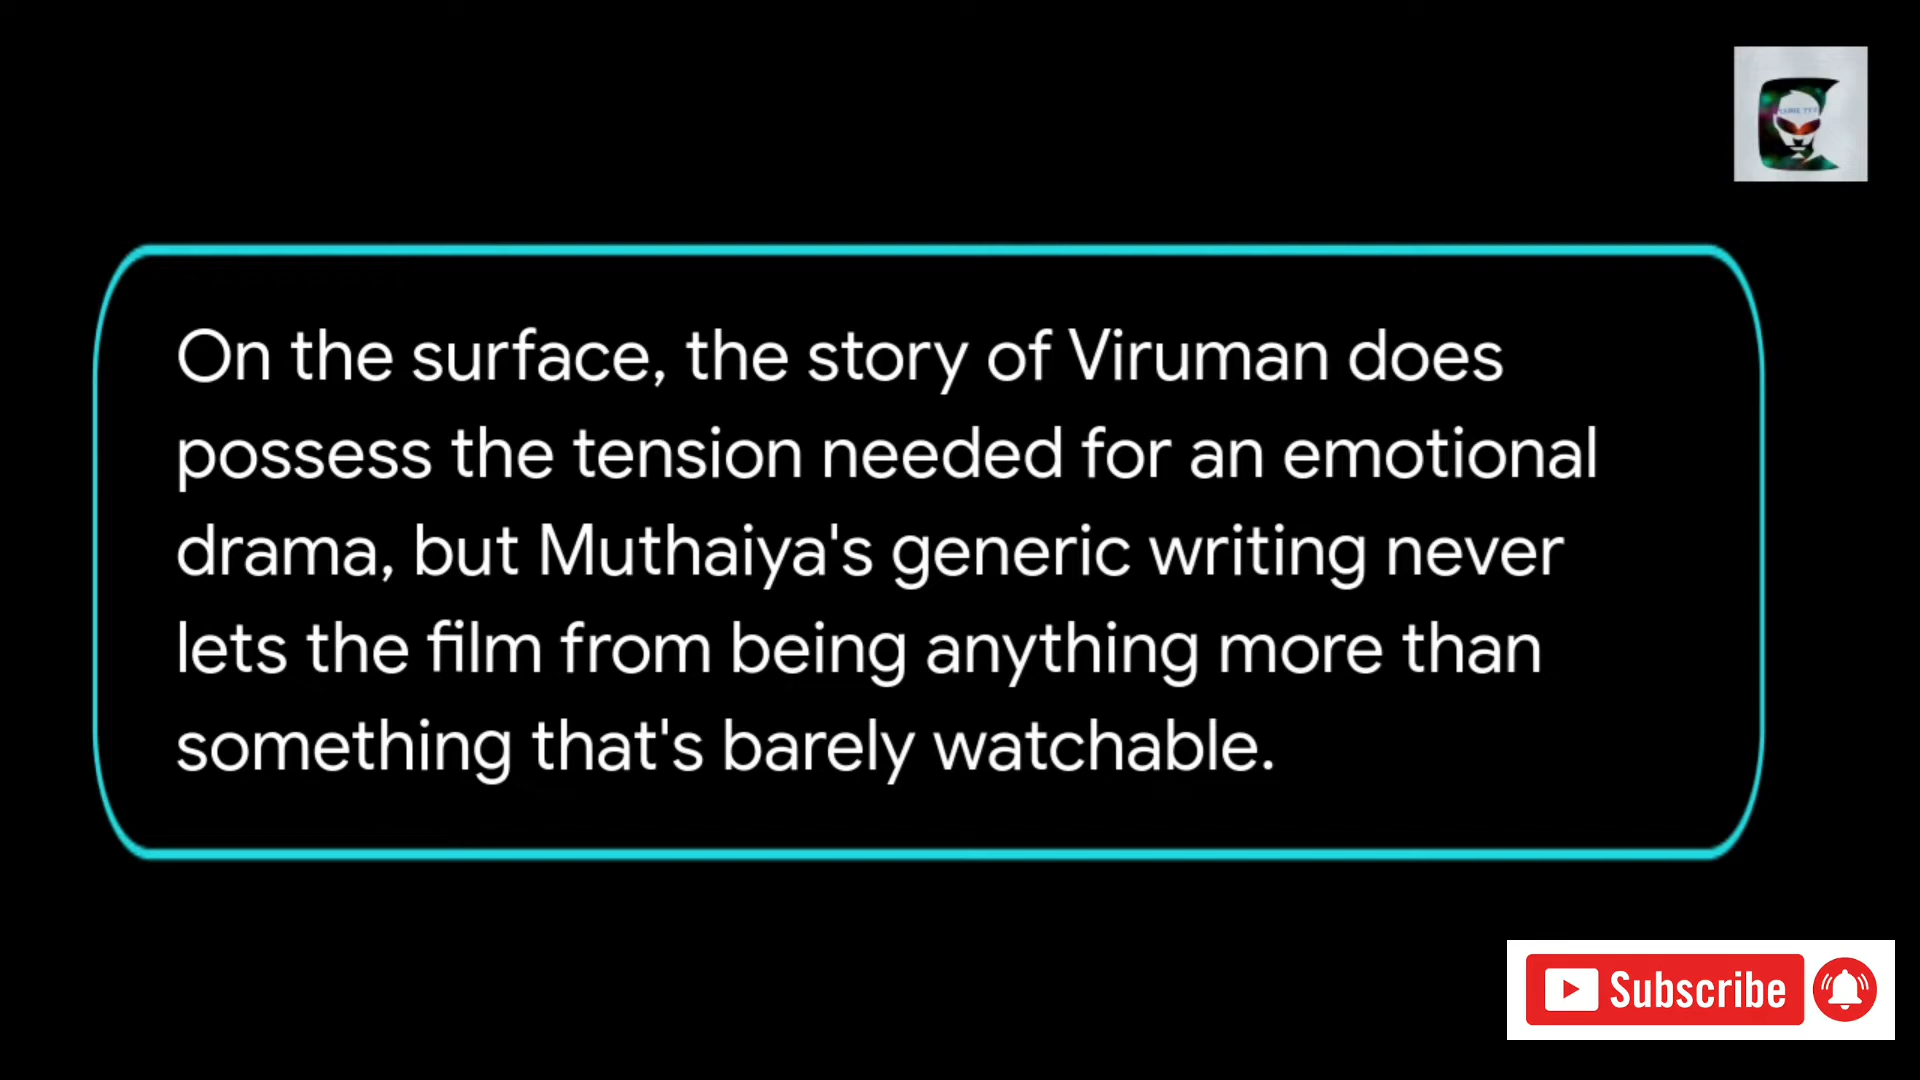 On the surface, the story of Viruman does
possess the tension needed for an emotional
drama, but Muthaiya's generic writing never
lets the film from being anything more than
something that's barely watchable.
Subscribe